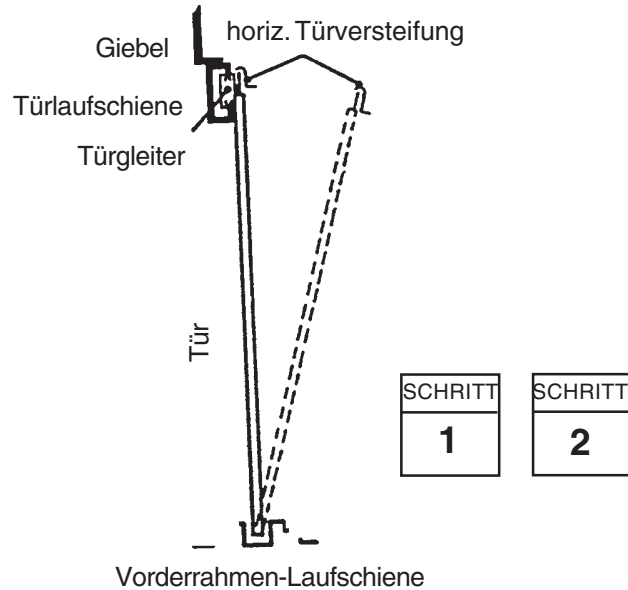 horiz. Türversteifung
Giebel
Türlaufschiene
Türgleiter
Tür
SCHRITT
1
SCHRITT
2
Vorderrahmen-Laufschiene